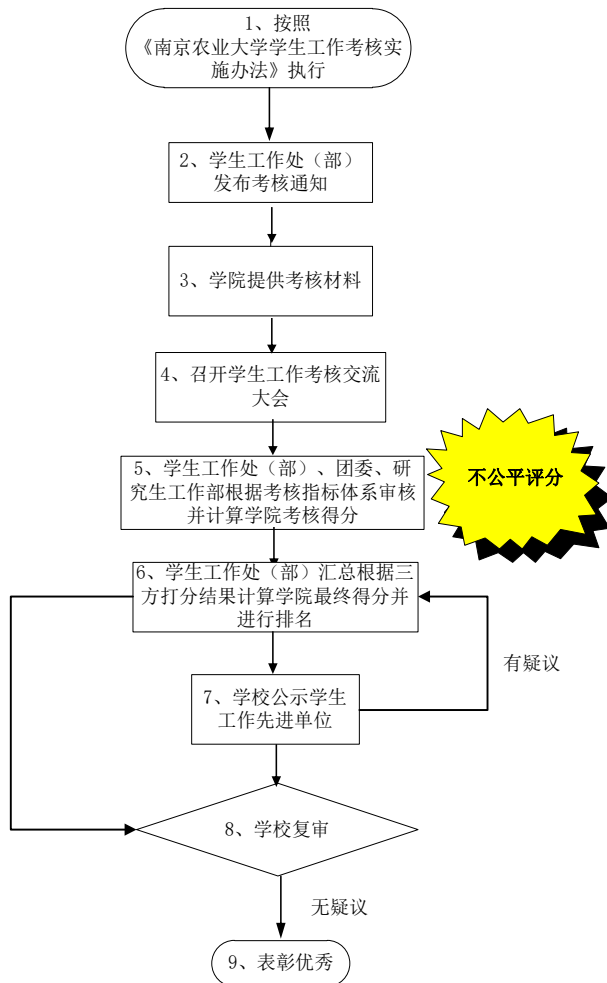 1、按照
《南京农业大学学生工作考核实
施办法》执行
2、学生工作处（部）
发布考核通知
3、学院提供考核材料
4、召开学生工作考核交流
大会
5、学生工作处（部）、团委、研
究生工作部根据考核指标体系审核
并计算学院考核得分
不公平评分
6、学生工作处（部）汇总根据三
方打分结果计算学院最终得分并
进行排名
有疑议
7、学校公示学生
工作先进单位
8、学校复审
无疑议
9、表彰优秀